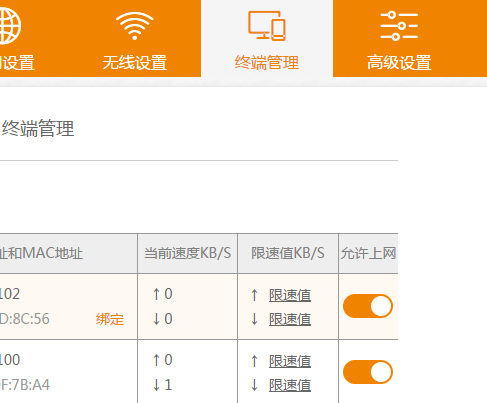 设置
无线设置
终端管理
高级设置
终端管理
址和MAC地址
当前速度KB/S
限速值KB/S
允许上网
102
↑0
↑ 限速值
D:8C:56
绑定
↓0
↓ 限速值
100
↑0
↑ 限速值
F:7B:A4
↓1
↓ 限速值